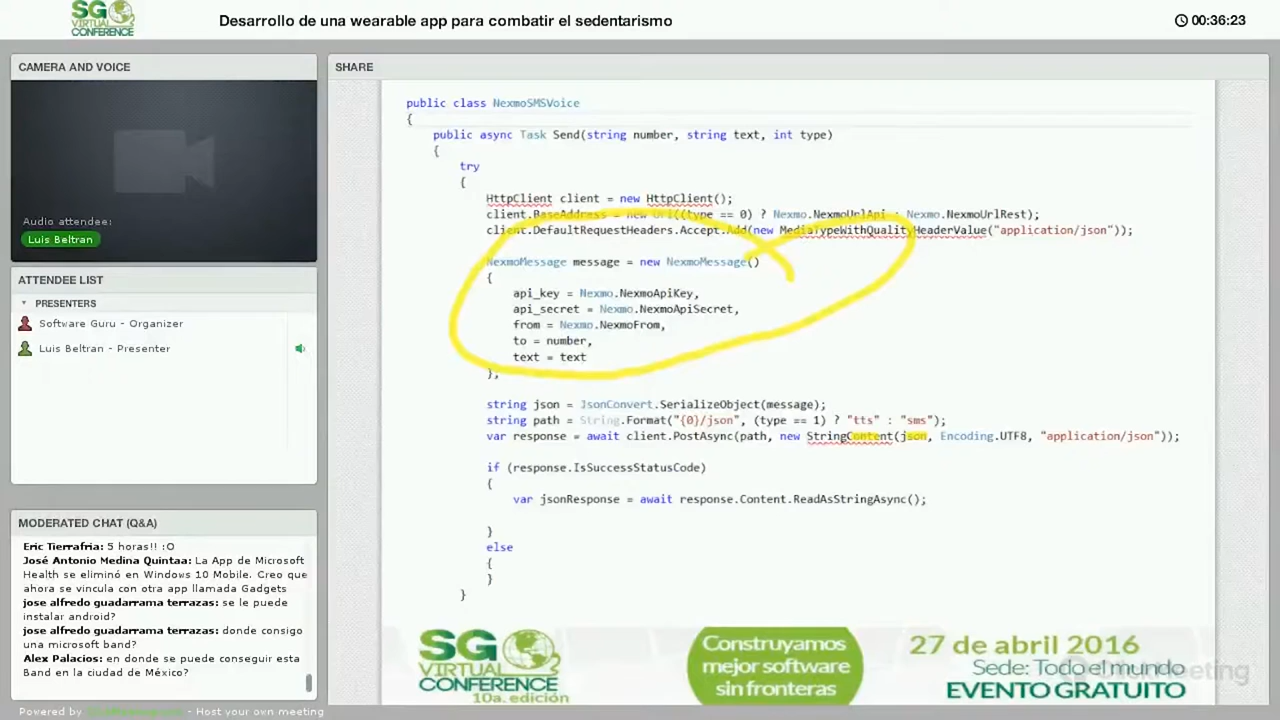 SG
VIRTUAL
CONFERENCE
Desarrollo de una wearable app para combatir el sedentarismo
00:36:23
CAMERA AND VOICE
Audio attendee:
Luis Beltran
ATTENDEE LIST
PRESENTERS
Software Guru - Organizer
Luis Beltran - Presenter
MODERATED CHAT (Q&A)
Eric Tierrafria: 5 horas!! :O
José Antonio Medina Quintaa: La App de Microsoft
Health se eliminó en Windows 10 Mobile. Creo que
ahora se vincula con otra app llamada Gadgets
jose alfredo guadarrama terrazas: se le puede
instalar android?
jose alfredo guadarrama terrazas: donde consigo
una microsoft band?
Alex Palacios: en donde se puede conseguir esta
Band en la ciudad de México?
Powered by
- Host your own meeting
SHARE
public class NexmoSMSVoice
{
public async Task Send(string number, string text, int type)
{
try
{
HttpClient client = new HttpClient();
client.BaseAddress = new Uri((type == 0) ? Nexmo.NexmoUrlApi : Nexmo.NexmoUrlRest);
client.DefaultRequestHeaders.Accept.Add(new MediaTypeWithQualityHeaderValue("application/json"));
NexmoMessage message = new NexmoMessage()
{
api_key = Nexmo.NexmoApiKey,
api_secret = Nexmo.NexmoApiSecret,
from = Nexmo.NexmoFrom,
to = number,
text = text
};
string json = JsonConvert.SerializeObject(message);
string path = String.Format("{0}/json", (type == 1) ? "tts" : "sms");
var response = await client.PostAsync(path, new StringContent(json, Encoding.UTF8, "application/json"));
if (response.IsSuccessStatusCode)
{
var jsonResponse = await response.Content.ReadAsStringAsync();
}
else
{
}
}
SG
VIRTUAL
CONFERENCE
10a. edición
Construyamos
mejor software
sin fronteras
27 de abril 2016
Sede: Todo el mundo
EVENTO GRATUITO